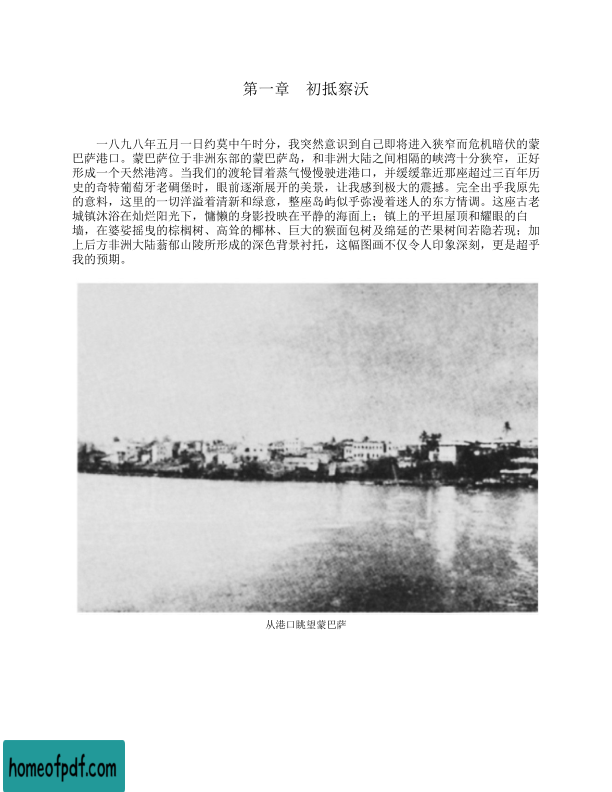 第一章　初抵察沃
一八九八年五月一日约莫中午时分，我突然意识到自己即将进入狭窄而危机暗伏的蒙
巴萨港口。蒙巴萨位于非洲东部的蒙巴萨岛，和非洲大陆之间相隔的峡湾十分狭窄，正好
形成一个天然港湾。当我们的渡轮冒着蒸气慢慢驶进港口，并缓缓靠近那座超过三百年历
史的奇特葡萄牙老碉堡时，眼前逐渐展开的美景，让我感到极大的震撼。完全出乎我原先
的意料，这里的一切洋溢着清新和绿意，整座岛屿似乎弥漫着迷人的东方情调。这座古老
城镇沐浴在灿烂阳光下，慵懒的身影投映在平静的海面上；镇上的平坦屋顶和耀眼的白
墙，在婆娑摇曳的棕榈树、高耸的椰林、巨大的猴面包树及绵延的芒果树间若隐若现；加
上后方非洲大陆蓊郁山陵所形成的深色背景衬托，这幅图画不仅令人印象深刻，更是超乎
我的预期。
从港口眺望蒙巴萨
homeofpdf.com